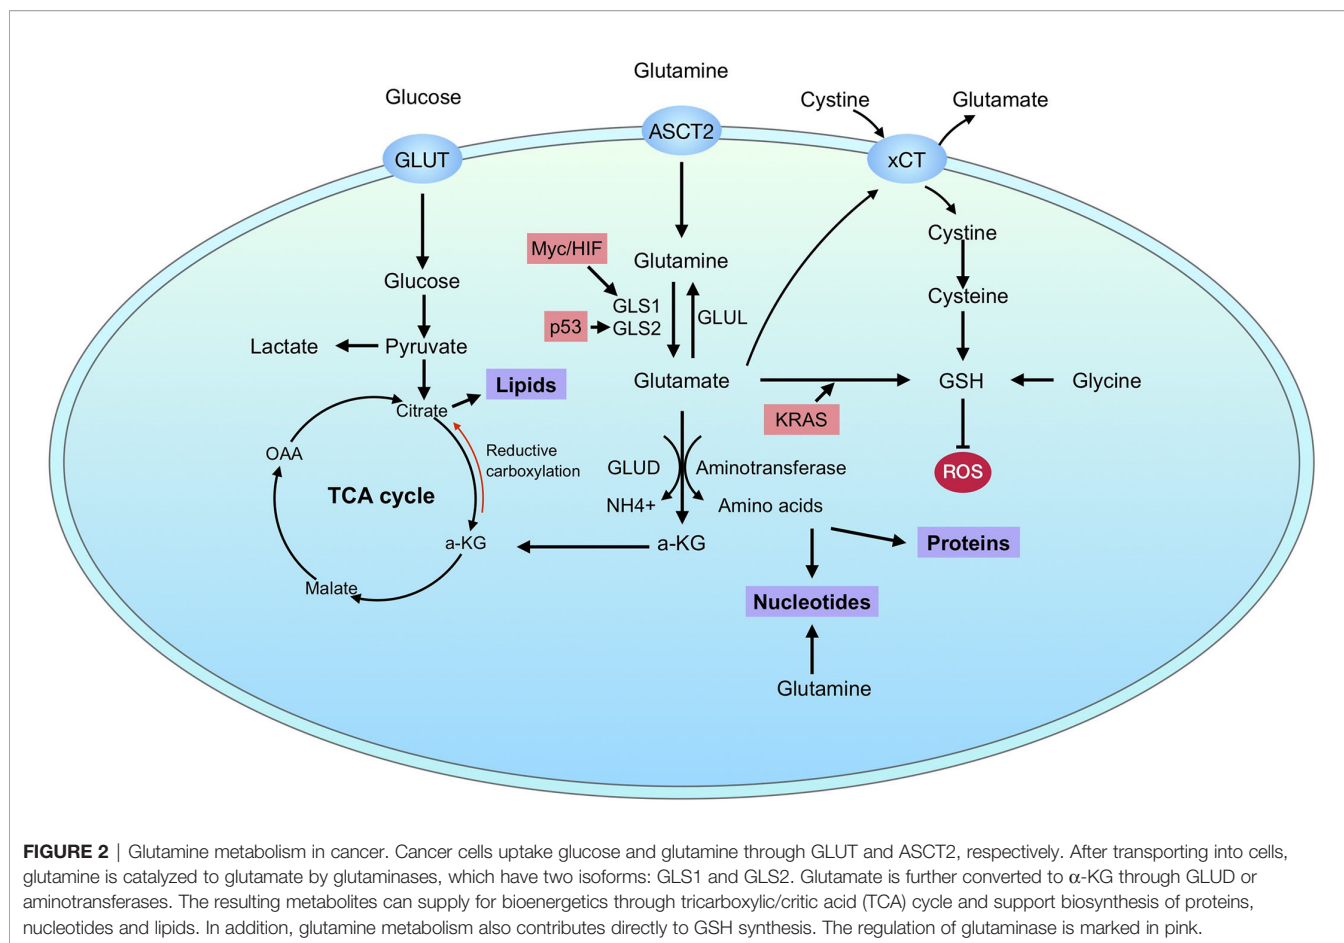 Glutamine
Glucose
Cystine
Glutamate
ASCT2
GLUT
xCT
Cystine
Myc/HIF
Glutamine
Glucose
Cysteine
GLS1
p53
GLS2
GLUL
Lactate
Pyruvate
Lipids
Glutamate
GSH
Glycine
Citrate
KRAS
OAA
Reductive
carboxylation
GLUD
Aminotransferase
ROS
TCA cycle
NH4+
Amino acids
a-KG
a-KG
Proteins
Malate
Nucleotides
Glutamine
FIGURE 2 | Glutamine metabolism in cancer. Cancer cells uptake glucose and glutamine through GLUT and ASCT2, respectively. After transporting into cells,
glutamine is catalyzed to glutamate by glutaminases, which have two isoforms: GLS1 and GLS2. Glutamate is further converted to α-KG through GLUD or
aminotransferases. The resulting metabolites can supply for bioenergetics through tricarboxylic/critic acid (TCA) cycle and support biosynthesis of proteins,
nucleotides and lipids. In addition, glutamine metabolism also contributes directly to GSH synthesis. The regulation of glutaminase is marked in pink.